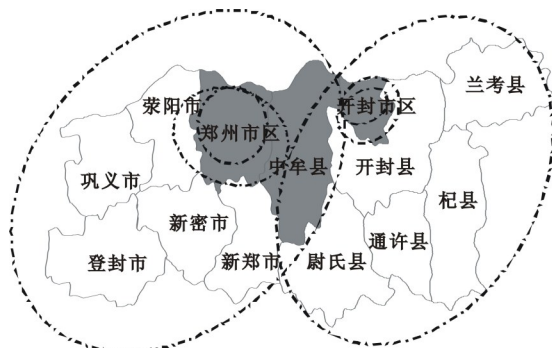 兰考县
荥阳市
开封市区
郑州市区
中牟县
开封县
巩义市
杞县
新密市
通许县
登封市
新郑市
尉氏县